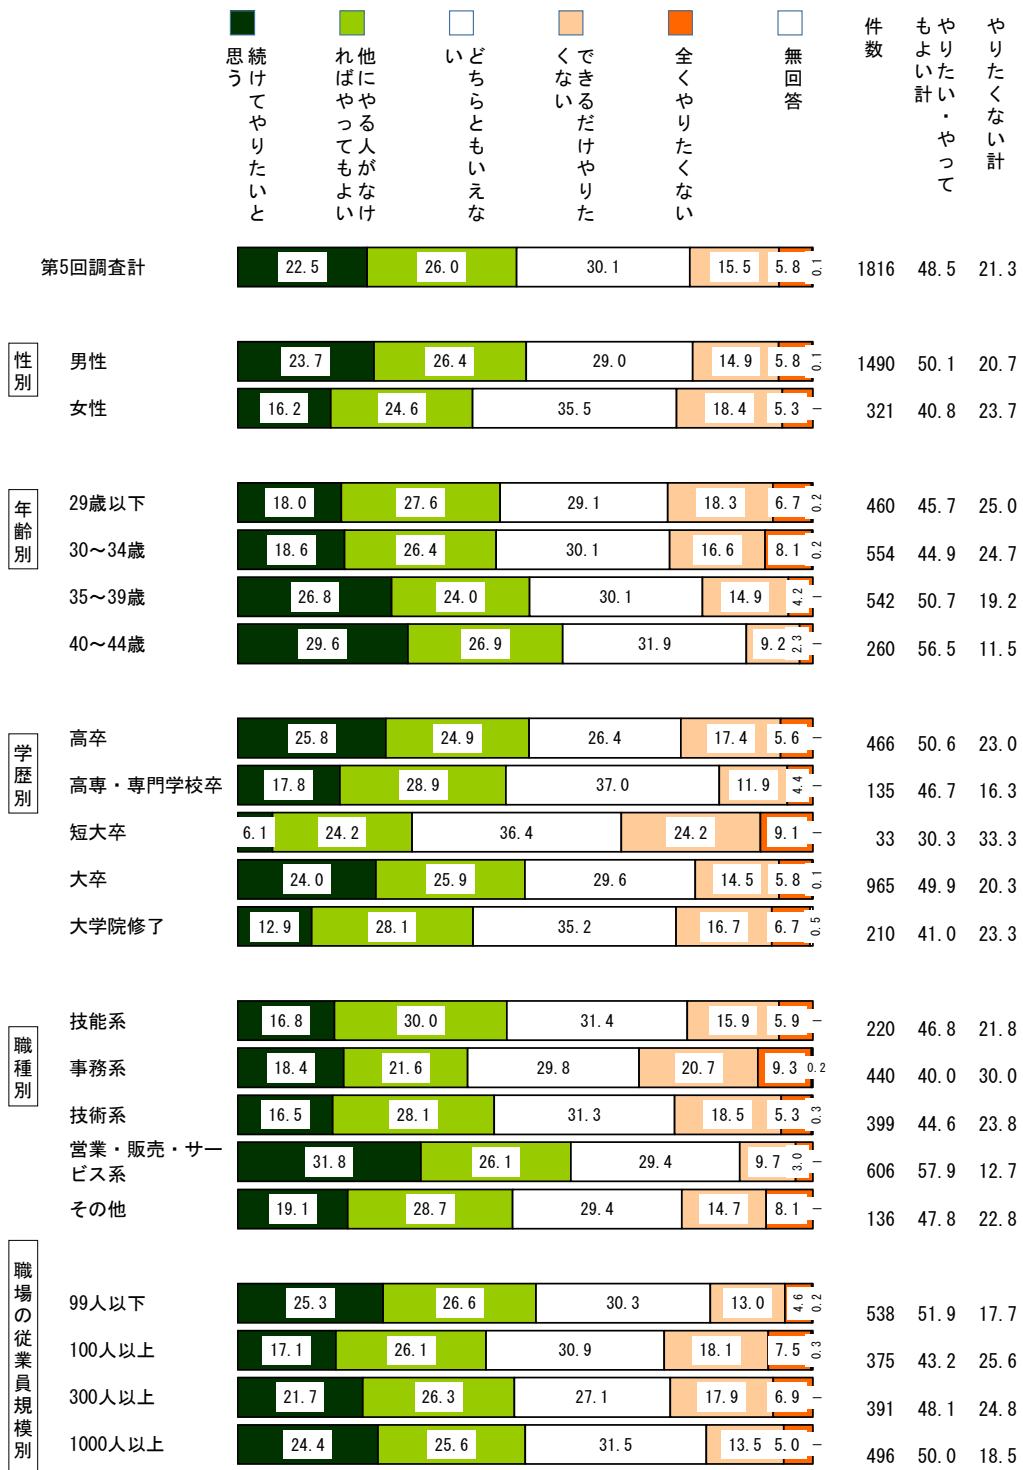 続けてやりたいと
思う
他にやる人がなけ
ればやってもよい
どちらともいえな
い
できるだけやりた
くない
全くやりたくない
無回答
件数
やりたい・やって
もよい計
やりたくない計
第5回調査計 22.5 26.0 30.1 15.5 5.8 0.1 1816 48.5 21.3
性別
男性 23.7 26.4 29.0 14.9 5.8 0.1 1490 50.1 20.7
女性 16.2 24.6 35.5 18.4 5.3 - 321 40.8 23.7
年齢別
29歳以下 18.0 27.6 29.1 18.3 6.7 0.2 460 45.7 25.0
30～34歳 18.6 26.4 30.1 16.6 8.1 0.2 554 44.9 24.7
35～39歳 26.8 24.0 30.1 14.9 4.2 - 542 50.7 19.2
40～44歳 29.6 26.9 31.9 9.2 2.3 - 260 56.5 11.5
学歴別
高卒 25.8 24.9 26.4 17.4 5.6 - 466 50.6 23.0
高専・専門学校卒 17.8 28.9 37.0 11.9 4.4 - 135 46.7 16.3
短大卒 6.1 24.2 36.4 24.2 9.1 - 33 30.3 33.3
大卒 24.0 25.9 29.6 14.5 5.8 0.1 965 49.9 20.3
大学院修了 12.9 28.1 35.2 16.7 6.7 0.5 210 41.0 23.3
職種別
技能系 16.8 30.0 31.4 15.9 5.9 - 220 46.8 21.8
事務系 18.4 21.6 29.8 20.7 9.3 0.2 440 40.0 30.0
技術系 16.5 28.1 31.3 18.5 5.3 0.3 399 44.6 23.8
営業・販売・サー
ビス系 31.8 26.1 29.4 9.7 3.0 - 606 57.9 12.7
その他 19.1 28.7 29.4 14.7 8.1 - 136 47.8 22.8
職場の従業員規模別
99人以下 25.3 26.6 30.3 13.0 4.6 0.2 538 51.9 17.7
100人以上 17.1 26.1 30.9 18.1 7.5 0.3 375 43.2 25.6
300人以上 21.7 26.3 27.1 17.9 6.9 - 391 48.1 24.8
1000人以上 24.4 25.6 31.5 13.5 5.0 - 496 50.0 18.5